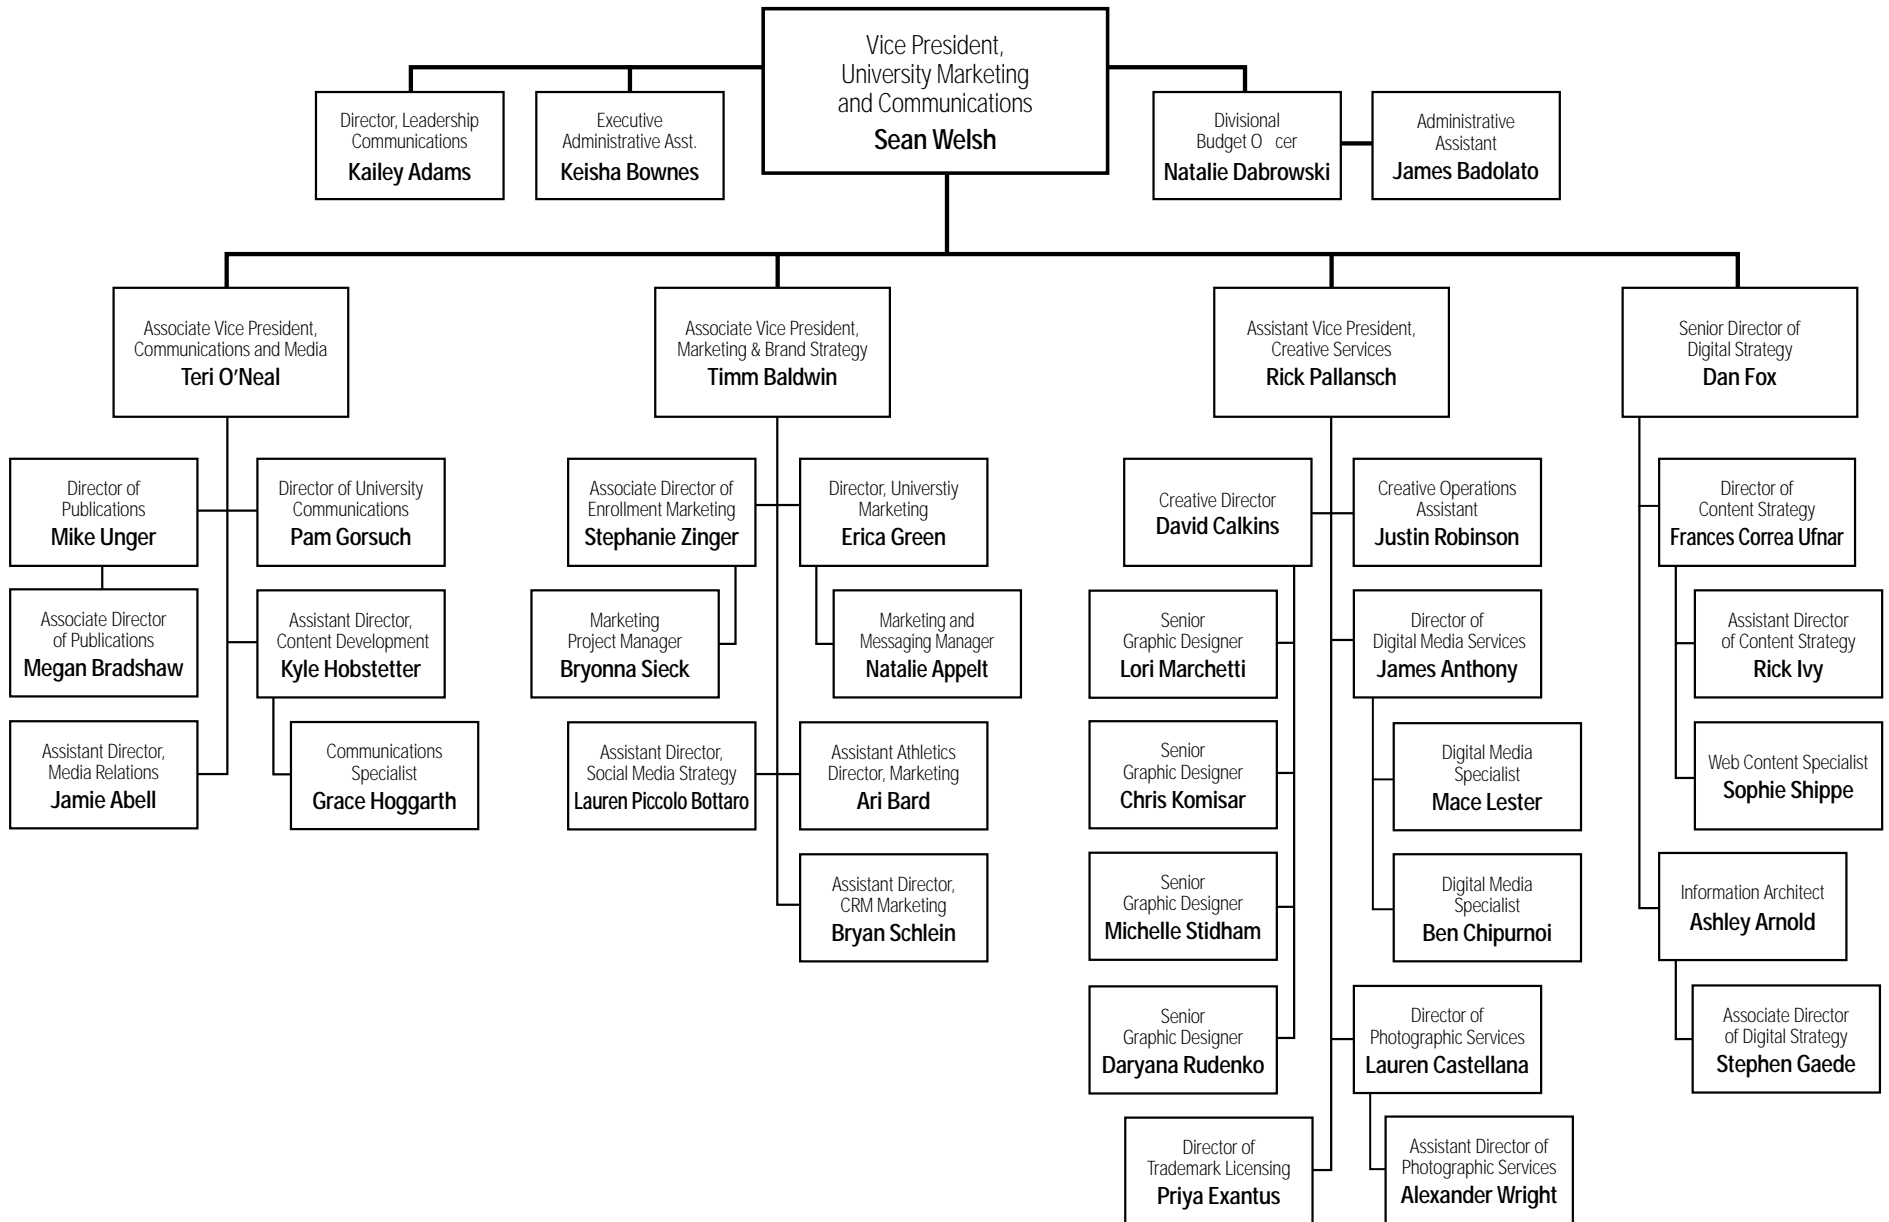 Vice President,
University Marketing
and Communications
Sean Welsh
Director, Leadership
Communications
Kailey Adams
Executive
Administrative Asst.
Keisha Bownes
Divisional
Budget O cer
Natalie Dabrowski
Administrative
Assistant
James Badolato
Associate Vice President,
Communications and Media
Teri O’Neal
Associate Vice President,
Marketing & Brand Strategy
Timm Baldwin
Assistant Vice President,
Creative Services
Rick Pallansch
Senior Director of
Digital Strategy
Dan Fox
Director of
Publications
Mike Unger
Director of University
Communications
Pam Gorsuch
Associate Director
of Publications
Megan Bradshaw
Assistant Director,
Content Development
Kyle Hobstetter
Assistant Director,
Media Relations
Jamie Abell
Communications
Specialist
Grace Hoggarth
Associate Director of
Enrollment Marketing
Stephanie Zinger
Director, Universtiy
Marketing
Erica Green
Marketing
Project Manager
Bryonna Sieck
Marketing and
Messaging Manager
Natalie Appelt
Assistant Director,
Social Media Strategy
Lauren Piccolo Bottaro
Assistant Athletics
Director, Marketing
Ari Bard
Assistant Director,
CRM Marketing
Bryan Schlein
Creative Director
David Calkins
Creative Operations
Assistant
Justin Robinson
Senior
Graphic Designer
Lori Marchetti
Director of
Digital Media Services
James Anthony
Senior
Graphic Designer
Chris Komisar
Digital Media
Specialist
Mace Lester
Senior
Graphic Designer
Michelle Stidham
Digital Media
Specialist
Ben Chipurnoi
Senior
Graphic Designer
Daryana Rudenko
Director of
Photographic Services
Lauren Castellana
Director of
Trademark Licensing
Priya Exantus
Assistant Director of
Photographic Services
Alexander Wright
Director of
Content Strategy
Frances Correa Ufnar
Assistant Director
of Content Strategy
Rick Ivy
Web Content Specialist
Sophie Shippe
Information Architect
Ashley Arnold
Associate Director
of Digital Strategy
Stephen Gaede